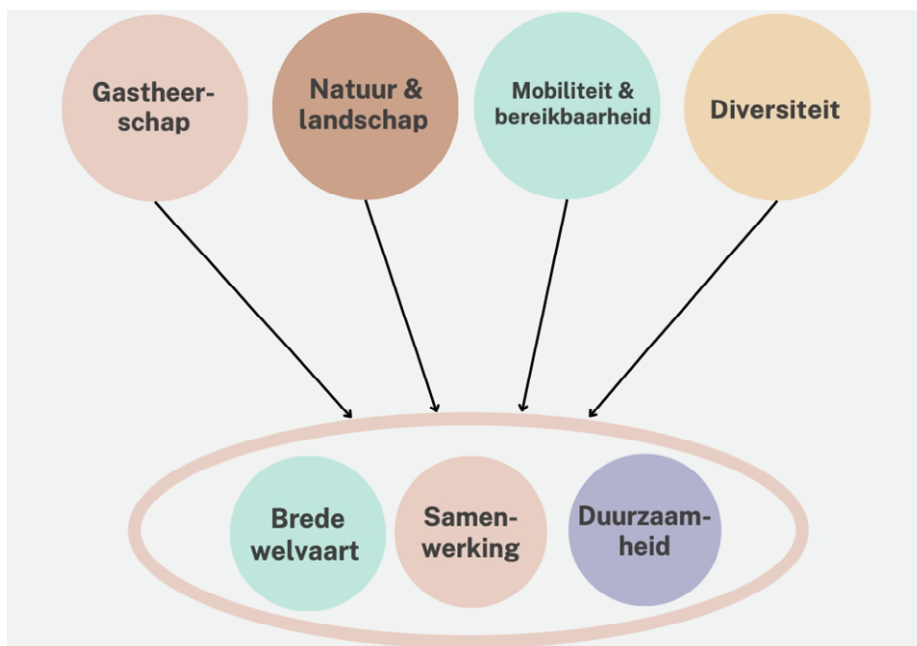 Gastheer-
schap
Natuur &
landschap
Mobiliteit &
bereikbaarheid
Diversiteit
Brede
welvaart
Samen-
werking
Duurzaam-
heid